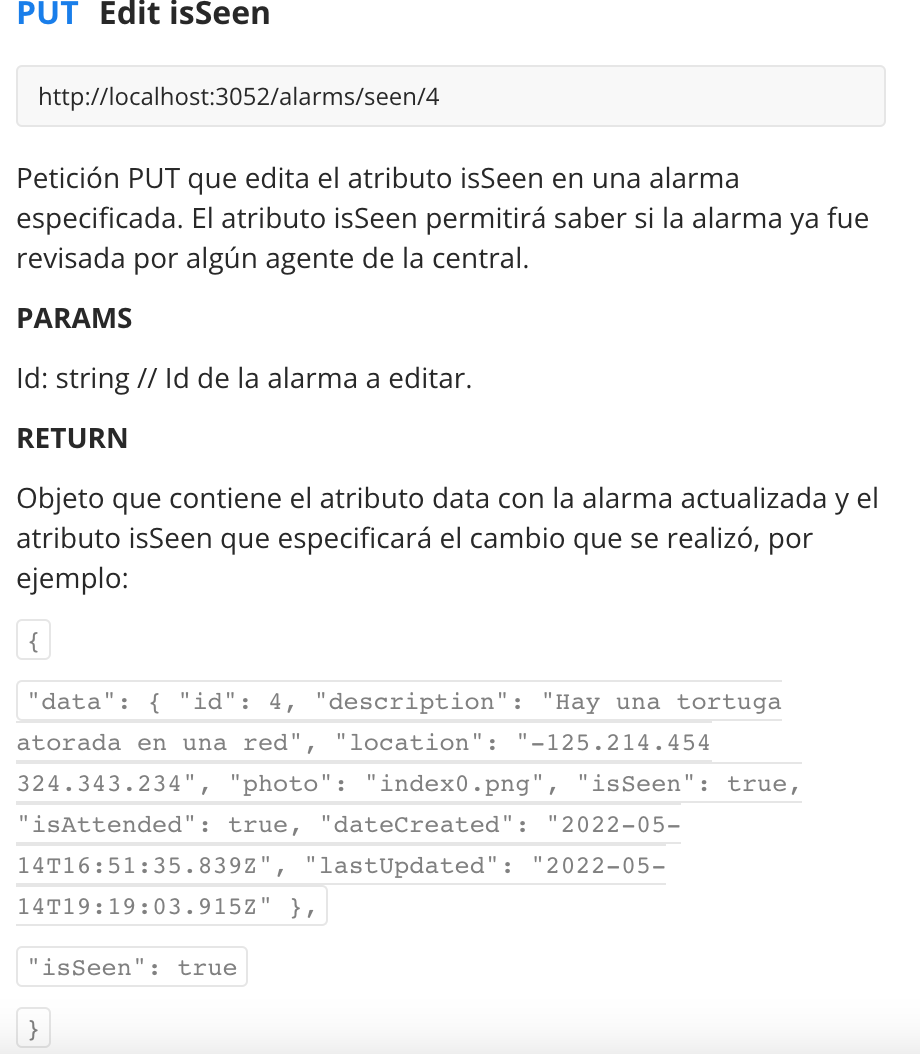 PUT Edit isSeen
http://localhost:3052/alarms/seen/4
Petición PUT que edita el atributo isSeen en una alarma
especificada. El atributo isSeen permitirá saber si la alarma ya fue
revisada por algún agente de la central.
PARAMS
Id: string // Id de la alarma a editar.
RETURN
Objeto que contiene el atributo data con la alarma actualizada y el
atributo isSeen que especificará el cambio que se realizó, por
ejemplo:
{
"data": { "id": 4, "description": "Hay una tortuga
atorada en una red", "location": "-125.214.454
324.343.234", "photo": "index0.png", "isSeen": true,
"isAttended": true, "dateCreated": "2022-05-
14T16:51:35.839Z", "lastUpdated": "2022-05-
14T19:19:03.915Z" },
"isSeen": true
}